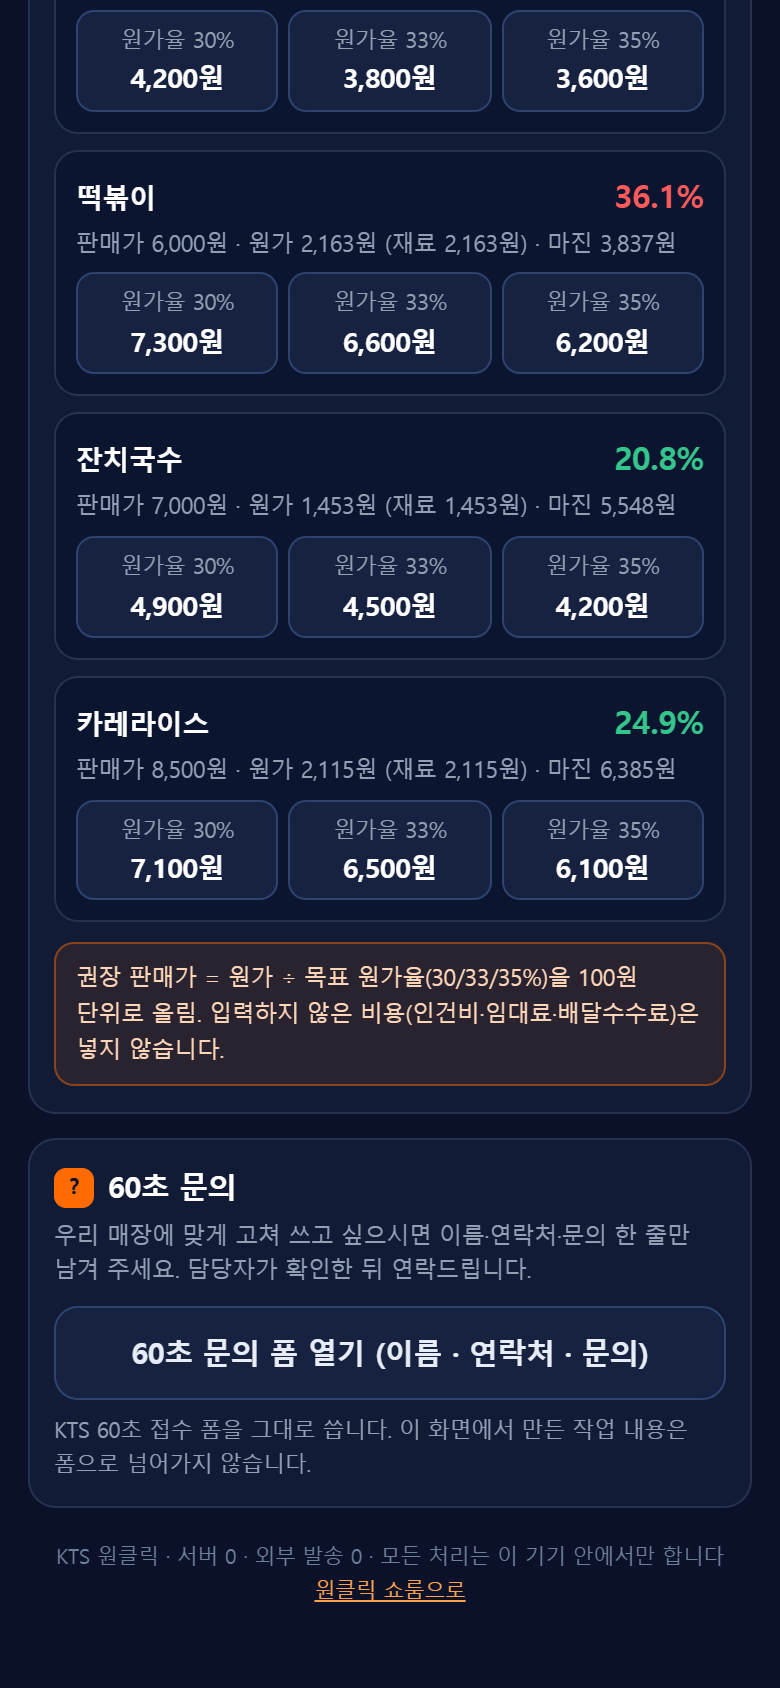 원가율 30% 원가율 33% 원가율 35%
4,200원 3,800원 3,600원
떡볶이 36.1%
판매가 6,000원 · 원가 2,163원 (재료 2,163원) · 마진 3,837원
원가율 30% 원가율 33% 원가율 35%
7,300원 6,600원 6,200원
잔치국수 20.8%
판매가 7,000원 · 원가 1,453원 (재료 1,453원) · 마진 5,548원
원가율 30% 원가율 33% 원가율 35%
4,900원 4,500원 4,200원
카레라이스 24.9%
판매가 8,500원 · 원가 2,115원 (재료 2,115원) · 마진 6,385원
원가율 30% 원가율 33% 원가율 35%
7,100원 6,500원 6,100원
권장 판매가 = 원가 ÷ 목표 원가율(30/33/35%)을 100원
단위로 올림. 입력하지 않은 비용(인건비·임대료·배달수수료)은
넣지 않습니다.
? 60초 문의
우리 매장에 맞게 고쳐 쓰고 싶으시면 이름·연락처·문의 한 줄만
남겨 주세요. 담당자가 확인한 뒤 연락드립니다.
60초 문의 폼 열기 (이름 · 연락처 · 문의)
KTS 60초 접수 폼을 그대로 씁니다. 이 화면에서 만든 작업 내용은
폼으로 넘어가지 않습니다.
KTS 원클릭 · 서버 0 · 외부 발송 0 · 모든 처리는 이 기기 안에서만 합니다
원클릭 쇼룸으로